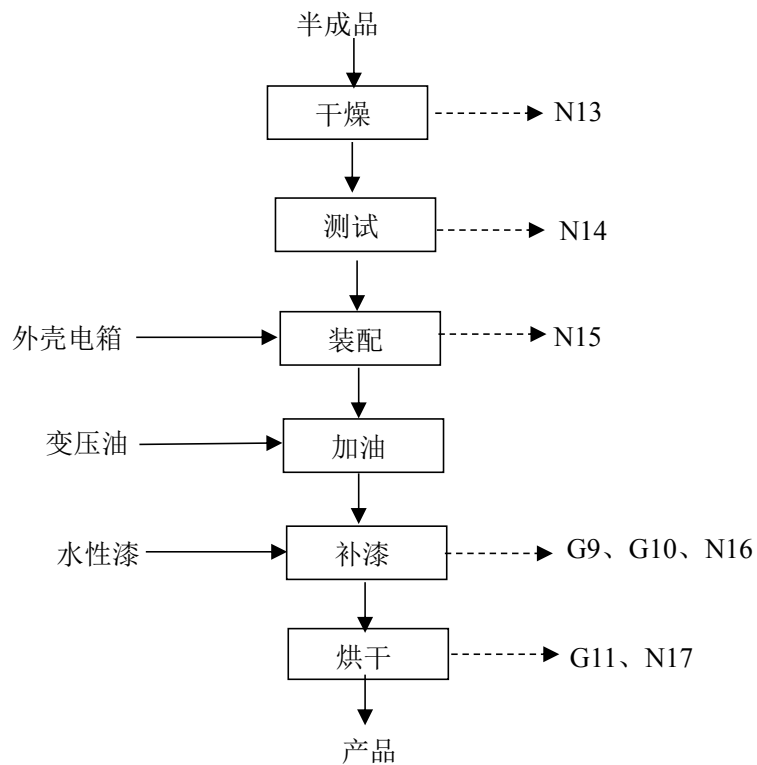 半成品
干燥
N13
测试
N14
外壳电箱
装配
N15
变压油
加油
水性漆
补漆
G9、G10、N16
烘干
G11、N17
产品